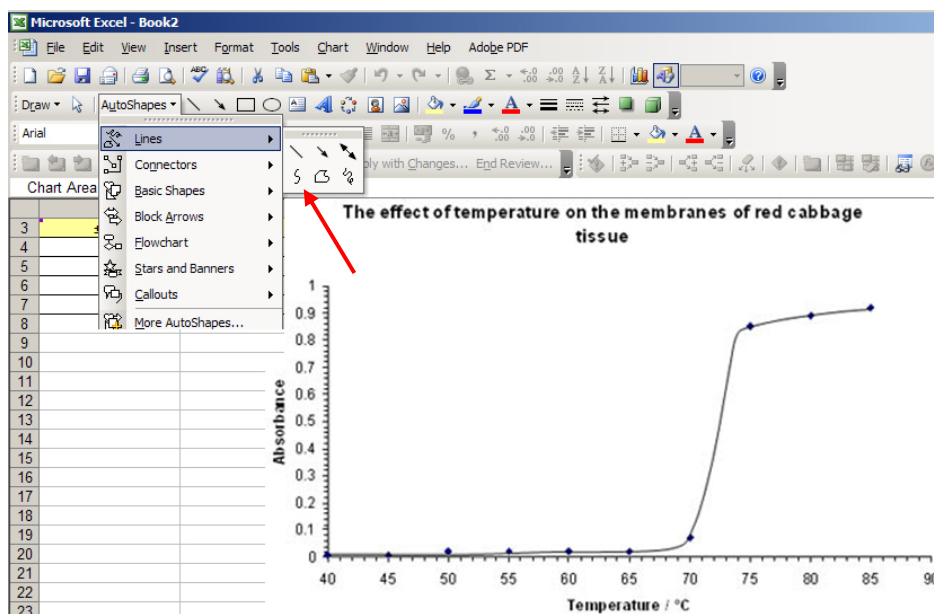 Microsoft Excel - Book2
File Edit View Insert Format Tools Chart Window Help Adobe PDF
Draw AutoShapes
Arial
Lines
Connectors
Basic Shapes
Block Arrows
Flowchart
Stars and Banners
Callouts
More AutoShapes...
with Changes... End Review...
Chart Area
3
4
5
6
7
8
9
10
11
12
13
14
15
16
17
18
19
20
21
22
23
The effect of temperature on the membranes of red cabbage
tissue
Absorbance
1
0.9
0.8
0.7
0.6
0.5
0.4
0.3
0.2
0.1
0
40 45 50 55 60 65 70 75 80 85 90
Temperature / °C